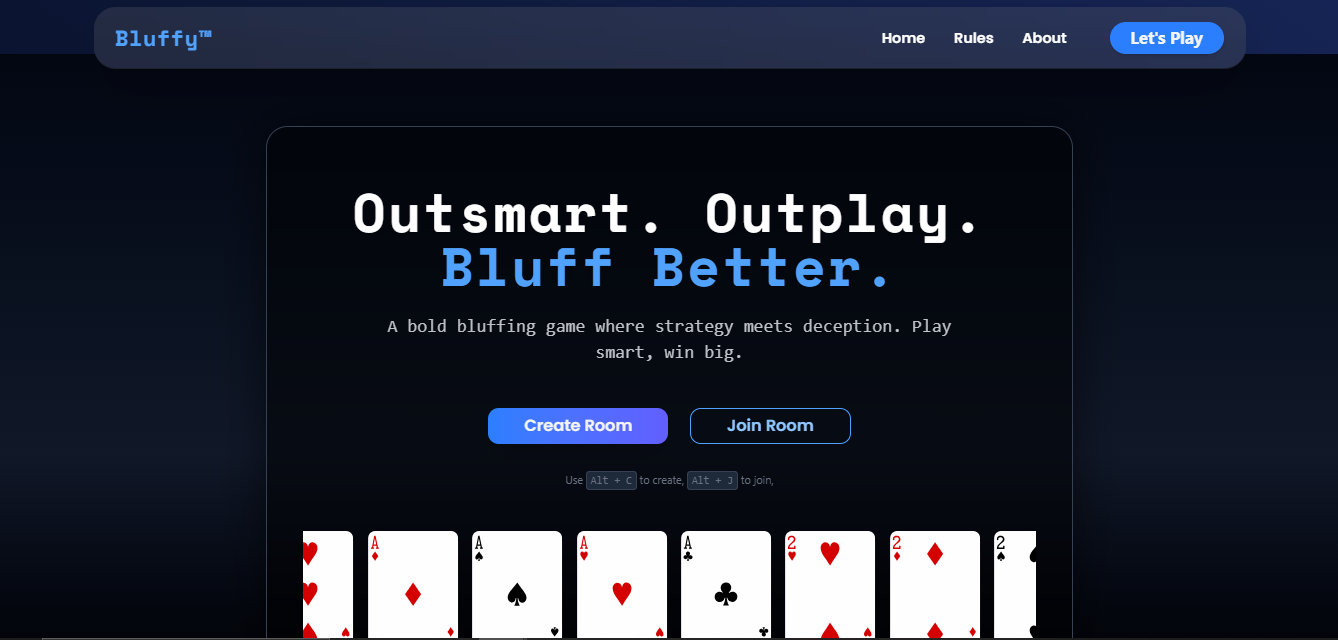 Bluffy™
Home Rules About Let's Play
Outsmart. Outplay.
Bluff Better.
A bold bluffing game where strategy meets deception. Play
smart, win big.
Create Room Join Room
Use Alt + C to create, Alt + J to join,
A A A A 2 2 2